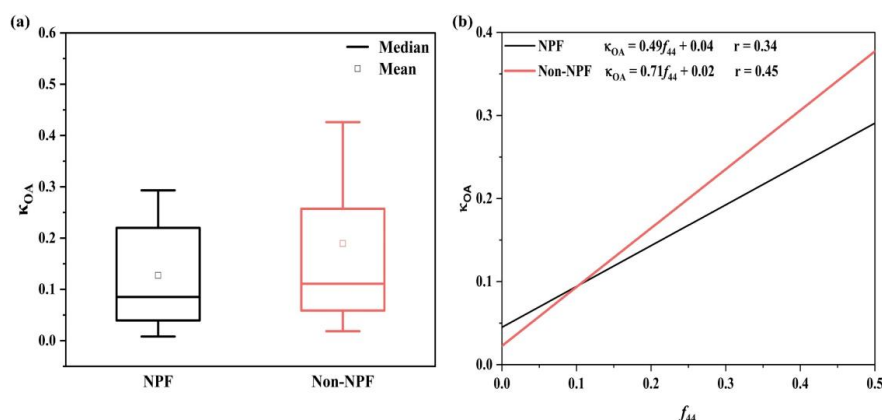 (a)
0.6
0.5
0.4
0.3
0.2
0.1
0.0
κOA
Median
Mean
NPF
Non-NPF
(b)
0.4
0.3
0.2
0.1
0.0
κOA
NPF κOA = 0.49f44 + 0.04 r = 0.34
Non-NPF κOA = 0.71f44 + 0.02 r = 0.45
0.0 0.1 0.2 0.3 0.4 0.5
f44